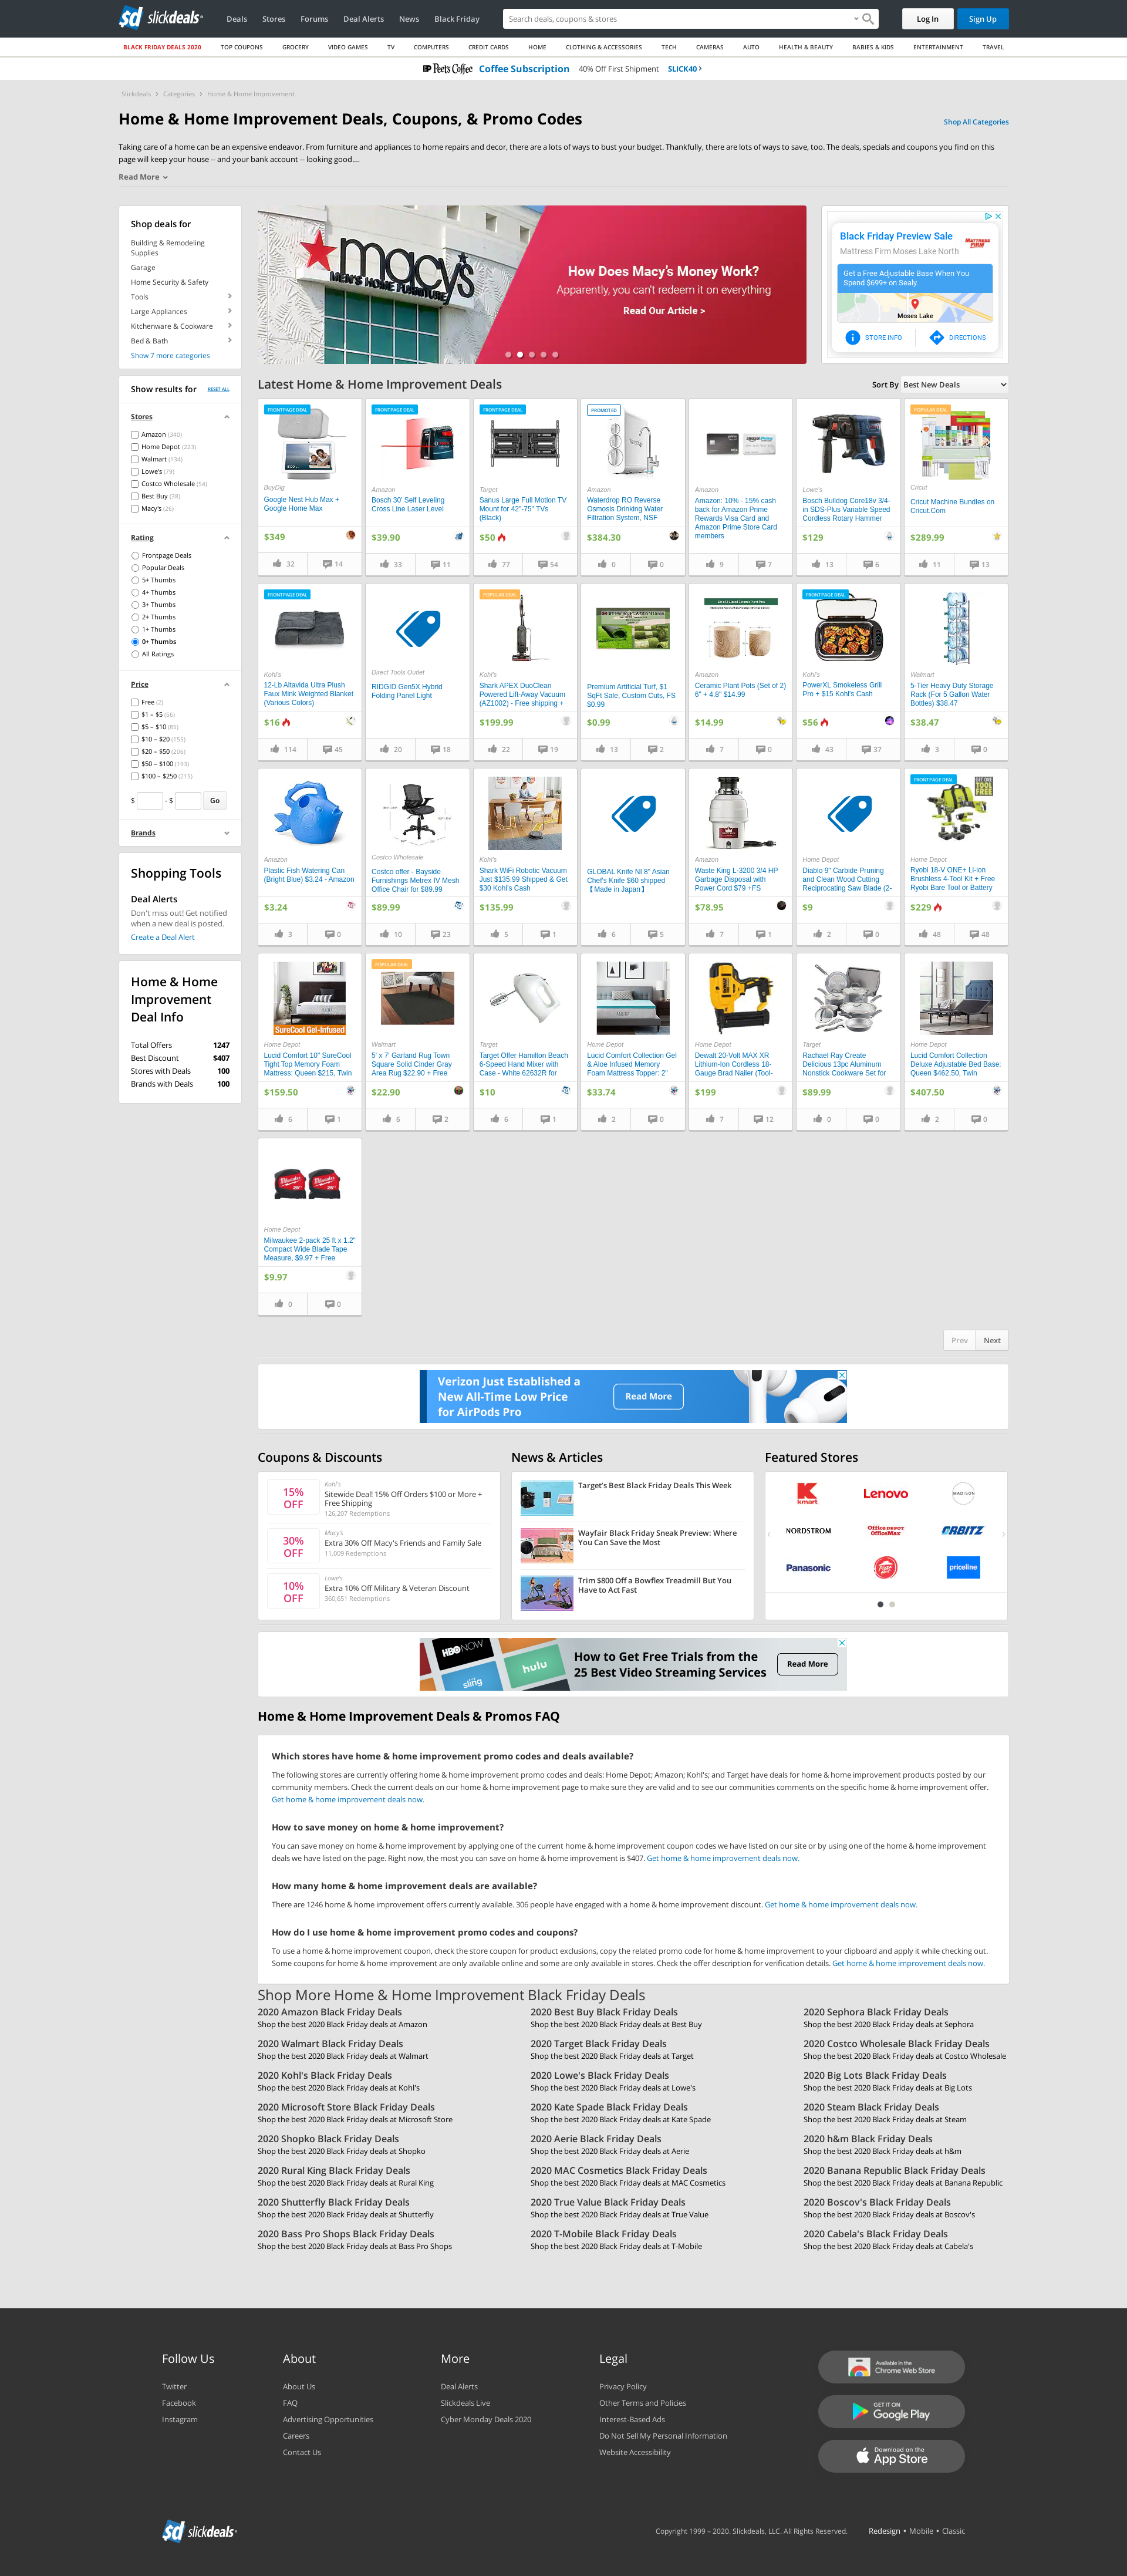 sd slickdeals
Deals
Stores
Forums
Deal Alerts
News
Black Friday
Search deals, coupons & stores
Log In
Sign Up
BLACK FRIDAY DEALS 2020
TOP COUPONS
GROCERY
VIDEO GAMES
TV
COMPUTERS
CREDIT CARDS
HOME
CLOTHING & ACCESSORIES
TECH
CAMERAS
AUTO
HEALTH & BEAUTY
BABIES & KIDS
ENTERTAINMENT
TRAVEL
Peet's Coffee Coffee Subscription 40% Off First Shipment SLICK40
Slickdeals > Categories > Home & Home Improvement
Home & Home Improvement Deals, Coupons, & Promo Codes
Shop All Categories
Taking care of a home can be an expensive endeavor. From furniture and appliances to home repairs and decor, there are a lots of ways to bust your budget. Thankfully, there are lots of ways to save, too. The deals, specials and coupons you find on this
page will keep your house -- and your bank account -- looking good....
Read More
Shop deals for
Building & Remodeling
Supplies
Garage
Home Security & Safety
Tools
Large Appliances
Kitchenware & Cookware
Bed & Bath
Show 7 more categories
Show results for
RESET ALL
Stores
Amazon (340)
Home Depot (223)
Walmart (134)
Lowe's (79)
Costco Wholesale (54)
Best Buy (38)
Macy's (26)
Rating
Frontpage Deals
Popular Deals
5+ Thumbs
4+ Thumbs
3+ Thumbs
2+ Thumbs
1+ Thumbs
0+ Thumbs
All Ratings
Price
Free (2)
$1 – $5 (56)
$5 – $10 (85)
$10 – $20 (155)
$20 – $50 (206)
$50 – $100 (193)
$100 – $250 (215)
$ - $ Go
Brands
Shopping Tools
Deal Alerts
Don't miss out! Get notified
when a new deal is posted.
Create a Deal Alert
Home & Home
Improvement
Deal Info
Total Offers 1247
Best Discount $407
Stores with Deals 100
Brands with Deals 100
macy's
MEN'S HOME FURNITURE
How Does Macy's Money Work?
Apparently, you can't redeem it on everything
Read Our Article >
Black Friday Preview Sale
Mattress Firm Moses Lake North
MATTRESS FIRM
Get a Free Adjustable Base When You
Spend $699+ on Sealy.
Moses Lake
STORE INFO
DIRECTIONS
Latest Home & Home Improvement Deals
Sort By Best New Deals
FRONTPAGE DEAL
BuyDig
Google Nest Hub Max +
Google Home Max
$349
32 14
FRONTPAGE DEAL
Amazon
Bosch 30' Self Leveling
Cross Line Laser Level
$39.90
33 11
FRONTPAGE DEAL
Target
Sanus Large Full Motion TV
Mount for 42"-75" TVs
(Black)
$50
77 54
PROMOTED
Amazon
Waterdrop RO Reverse
Osmosis Drinking Water
Filtration System, NSF
$384.30
0 0
Amazon
Amazon: 10% - 15% cash
back for Amazon Prime
Rewards Visa Card and
Amazon Prime Store Card
members
9 7
Lowe's
Bosch Bulldog Core18v 3/4-
in SDS-Plus Variable Speed
Cordless Rotary Hammer
$129
13 6
POPULAR DEAL
Cricut
Cricut Machine Bundles on
Cricut.Com
$289.99
11 13
FRONTPAGE DEAL
Kohl's
12-Lb Altavida Ultra Plush
Faux Mink Weighted Blanket
(Various Colors)
$16
114 45
Direct Tools Outlet
RIDGID Gen5X Hybrid
Folding Panel Light
20 18
POPULAR DEAL
Kohl's
Shark APEX DuoClean
Powered Lift-Away Vacuum
(AZ1002) - Free shipping +
$199.99
22 19
Premium Artificial Turf, $1
SqFt Sale, Custom Cuts, FS
$0.99
$0.99
13 2
Amazon
Ceramic Plant Pots (Set of 2)
6" + 4.8" $14.99
$14.99
7 0
FRONTPAGE DEAL
Kohl's
PowerXL Smokeless Grill
Pro + $15 Kohl's Cash
$56
43 37
Walmart
5-Tier Heavy Duty Storage
Rack (For 5 Gallon Water
Bottles) $38.47
$38.47
3 0
Amazon
Plastic Fish Watering Can
(Bright Blue) $3.24 - Amazon
$3.24
3 0
Costco Wholesale
Costco offer - Bayside
Furnishings Metrex IV Mesh
Office Chair for $89.99
$89.99
10 23
Kohl's
Shark WiFi Robotic Vacuum
Just $135.99 Shipped & Get
$30 Kohl's Cash
$135.99
5 1
GLOBAL Knife NI 8" Asian
Chef's Knife $60 shipped
【Made in Japan】
6 5
Amazon
Waste King L-3200 3/4 HP
Garbage Disposal with
Power Cord $79 +FS
$78.95
7 1
Home Depot
Diablo 9" Carbide Pruning
and Clean Wood Cutting
Reciprocating Saw Blade (2-
$9
2 0
FRONTPAGE DEAL
GET ONE TOOL FREE
Home Depot
Ryobi 18-V ONE+ Li-ion
Brushless 4-Tool Kit + Free
Ryobi Bare Tool or Battery
$229
48 48
SureCool Gel-Infused
Home Depot
Lucid Comfort 10" SureCool
Tight Top Memory Foam
Mattress: Queen $215, Twin
$159.50
6 1
POPULAR DEAL
Walmart
5' x 7' Garland Rug Town
Square Solid Cinder Gray
Area Rug $22.90 + Free
$22.90
6 2
Target
Target Offer Hamilton Beach
6-Speed Hand Mixer with
Case - White 62632R for
$10
6 1
Home Depot
Lucid Comfort Collection Gel
& Aloe Infused Memory
Foam Mattress Topper: 2"
$33.74
2 0
Home Depot
Dewalt 20-Volt MAX XR
Lithium-Ion Cordless 18-
Gauge Brad Nailer (Tool-
$199
7 12
Target
Rachael Ray Create
Delicious 13pc Aluminum
Nonstick Cookware Set for
$89.99
0 0
Home Depot
Lucid Comfort Collection
Deluxe Adjustable Bed Base:
Queen $462.50, Twin
$407.50
2 0
Home Depot
Milwaukee 2-pack 25 ft x 1.2"
Compact Wide Blade Tape
Measure, $9.97 + Free
$9.97
0 0
Prev Next
Verizon Just Established a
New All-Time Low Price
for AirPods Pro
Read More
Coupons & Discounts
15%
OFF
Kohl's
Sitewide Deal! 15% Off Orders $100 or More +
Free Shipping
126,207 Redemptions
30%
OFF
Macy's
Extra 30% Off Macy's Friends and Family Sale
11,009 Redemptions
10%
OFF
Lowe's
Extra 10% Off Military & Veteran Discount
360,651 Redemptions
News & Articles
Target's Best Black Friday Deals This Week
Wayfair Black Friday Sneak Preview: Where
You Can Save the Most
Trim $800 Off a Bowflex Treadmill But You
Have to Act Fast
Featured Stores
kmart
Lenovo
MADISON
NORDSTROM
Office DEPOT
OfficeMax
ORBITZ
Panasonic
Pizza Hut
priceline
HBO NOW
sling
hulu
How to Get Free Trials from the
25 Best Video Streaming Services
Read More
Home & Home Improvement Deals & Promos FAQ
Which stores have home & home improvement promo codes and deals available?
The following stores are currently offering home & home improvement promo codes and deals: Home Depot; Amazon; Kohl's; and Target have deals for home & home improvement products posted by our
community members. Check the current deals on our home & home improvement page to make sure they are valid and to see our communities comments on the specific home & home improvement offer.
Get home & home improvement deals now.
How to save money on home & home improvement?
You can save money on home & home improvement by applying one of the current home & home improvement coupon codes we have listed on our site or by using one of the home & home improvement
deals we have listed on the page. Right now, the most you can save on home & home improvement is $407. Get home & home improvement deals now.
How many home & home improvement deals are available?
There are 1246 home & home improvement offers currently available. 306 people have engaged with a home & home improvement discount. Get home & home improvement deals now.
How do I use home & home improvement promo codes and coupons?
To use a home & home improvement coupon, check the store coupon for product exclusions, copy the related promo code for home & home improvement to your clipboard and apply it while checking out.
Some coupons for home & home improvement are only available online and some are only available in stores. Check the offer description for verification details. Get home & home improvement deals now.
Shop More Home & Home Improvement Black Friday Deals
2020 Amazon Black Friday Deals
Shop the best 2020 Black Friday deals at Amazon
2020 Best Buy Black Friday Deals
Shop the best 2020 Black Friday deals at Best Buy
2020 Sephora Black Friday Deals
Shop the best 2020 Black Friday deals at Sephora
2020 Walmart Black Friday Deals
Shop the best 2020 Black Friday deals at Walmart
2020 Target Black Friday Deals
Shop the best 2020 Black Friday deals at Target
2020 Costco Wholesale Black Friday Deals
Shop the best 2020 Black Friday deals at Costco Wholesale
2020 Kohl's Black Friday Deals
Shop the best 2020 Black Friday deals at Kohl's
2020 Lowe's Black Friday Deals
Shop the best 2020 Black Friday deals at Lowe's
2020 Big Lots Black Friday Deals
Shop the best 2020 Black Friday deals at Big Lots
2020 Microsoft Store Black Friday Deals
Shop the best 2020 Black Friday deals at Microsoft Store
2020 Kate Spade Black Friday Deals
Shop the best 2020 Black Friday deals at Kate Spade
2020 Steam Black Friday Deals
Shop the best 2020 Black Friday deals at Steam
2020 Shopko Black Friday Deals
Shop the best 2020 Black Friday deals at Shopko
2020 Aerie Black Friday Deals
Shop the best 2020 Black Friday deals at Aerie
2020 h&m Black Friday Deals
Shop the best 2020 Black Friday deals at h&m
2020 Rural King Black Friday Deals
Shop the best 2020 Black Friday deals at Rural King
2020 MAC Cosmetics Black Friday Deals
Shop the best 2020 Black Friday deals at MAC Cosmetics
2020 Banana Republic Black Friday Deals
Shop the best 2020 Black Friday deals at Banana Republic
2020 Shutterfly Black Friday Deals
Shop the best 2020 Black Friday deals at Shutterfly
2020 True Value Black Friday Deals
Shop the best 2020 Black Friday deals at True Value
2020 Boscov's Black Friday Deals
Shop the best 2020 Black Friday deals at Boscov's
2020 Bass Pro Shops Black Friday Deals
Shop the best 2020 Black Friday deals at Bass Pro Shops
2020 T-Mobile Black Friday Deals
Shop the best 2020 Black Friday deals at T-Mobile
2020 Cabela's Black Friday Deals
Shop the best 2020 Black Friday deals at Cabela's
Follow Us
Twitter
Facebook
Instagram
About
About Us
FAQ
Advertising Opportunities
Careers
Contact Us
More
Deal Alerts
Slickdeals Live
Cyber Monday Deals 2020
Legal
Privacy Policy
Other Terms and Policies
Interest-Based Ads
Do Not Sell My Personal Information
Website Accessibility
Available in the
Chrome Web Store
GET IT ON
Google Play
Download on the
App Store
sd slickdeals
Copyright 1999 – 2020. Slickdeals, LLC. All Rights Reserved.
Redesign • Mobile • Classic